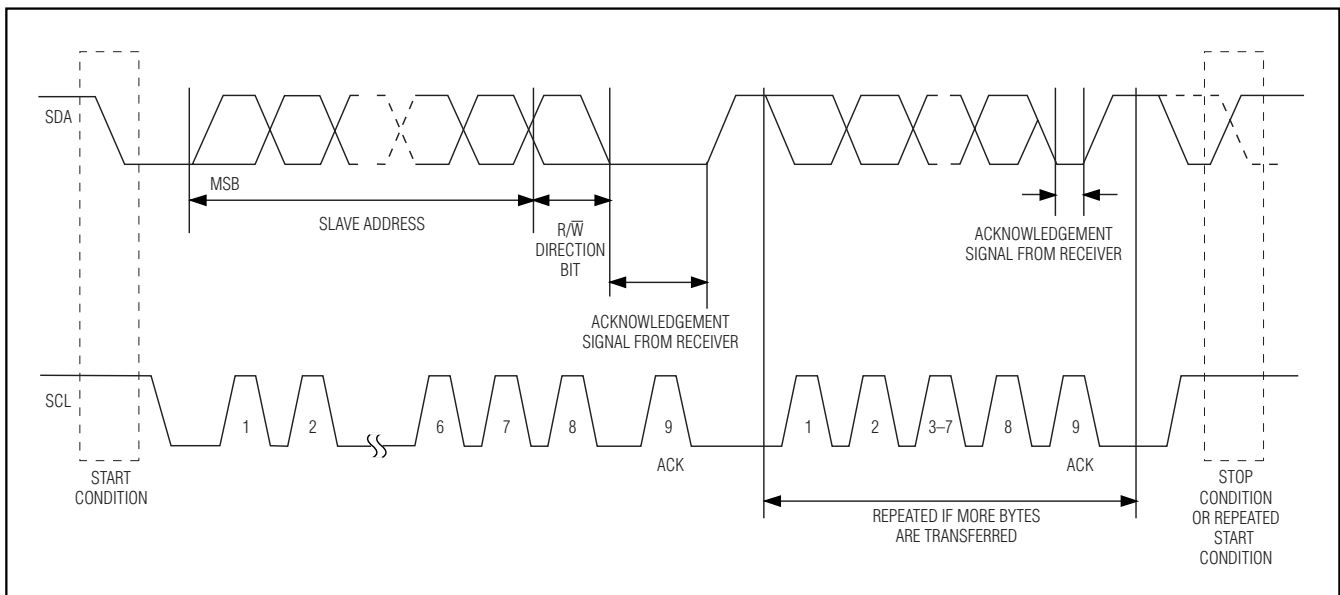 SDA
MSB
SLAVE ADDRESS
R/W̅
DIRECTION
BIT
ACKNOWLEDGEMENT
SIGNAL FROM RECEIVER
ACKNOWLEDGEMENT
SIGNAL FROM RECEIVER
SCL
1 2 6 7 8 9 1 2 3–7 8 9
ACK ACK
START
CONDITION
REPEATED IF MORE BYTES
ARE TRANSFERRED
STOP
CONDITION
OR REPEATED
START
CONDITION